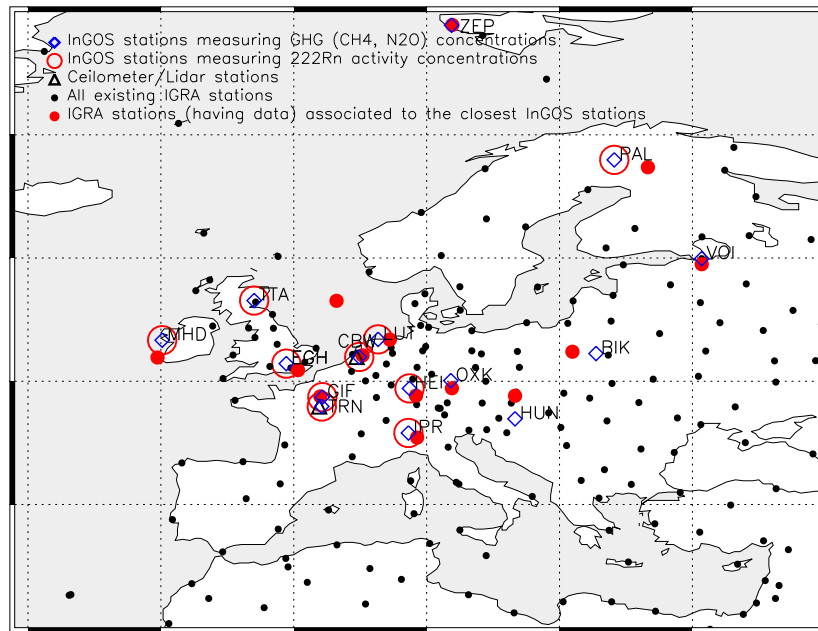 ZEP
InGOS stations measuring GHG (CH4, N2O) concentrations
InGOS stations measuring 222Rn activity concentrations
Ceilometer/Lidar stations
All existing IGRA stations
IGRA stations (having data) associated to the closest InGOS stations
PAL
VOI
TTA
MHD
CBW
LUT
EGH
BIK
OXK
HEI
GIF
TRN
HUN
IPR